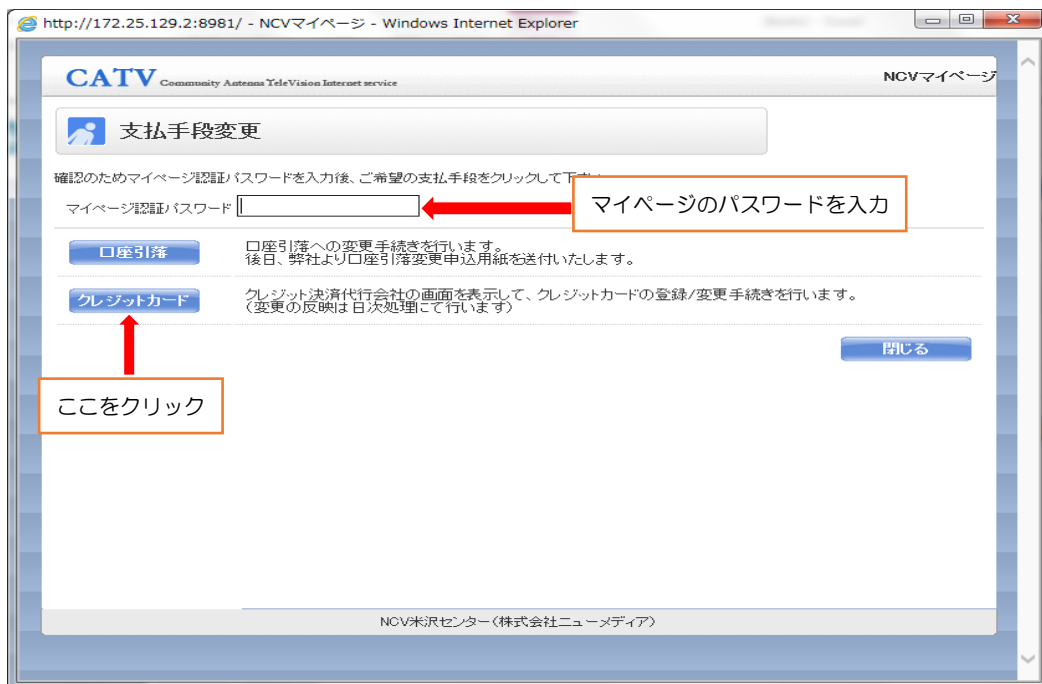 http://172.25.129.2:8981/ - NCVマイページ - Windows Internet Explorer
CATV Community Antenna TeleVision Internet service
NCVマイページ
支払手段変更
確認のためマイページ認証パスワードを入力後、ご希望の支払手段をクリックして下
マイページ認証パスワード
マイページのパスワードを入力
口座引落
口座引落への変更手続きを行います。
後日、弊社より口座引落変更申込用紙を送付いたします。
クレジットカード
クレジット決済代行会社の画面を表示して、クレジットカードの登録/変更手続きを行います。
(変更の反映は日次処理にて行います)
閉じる
ここをクリック
NCV米沢センター(株式会社ニューメディア)